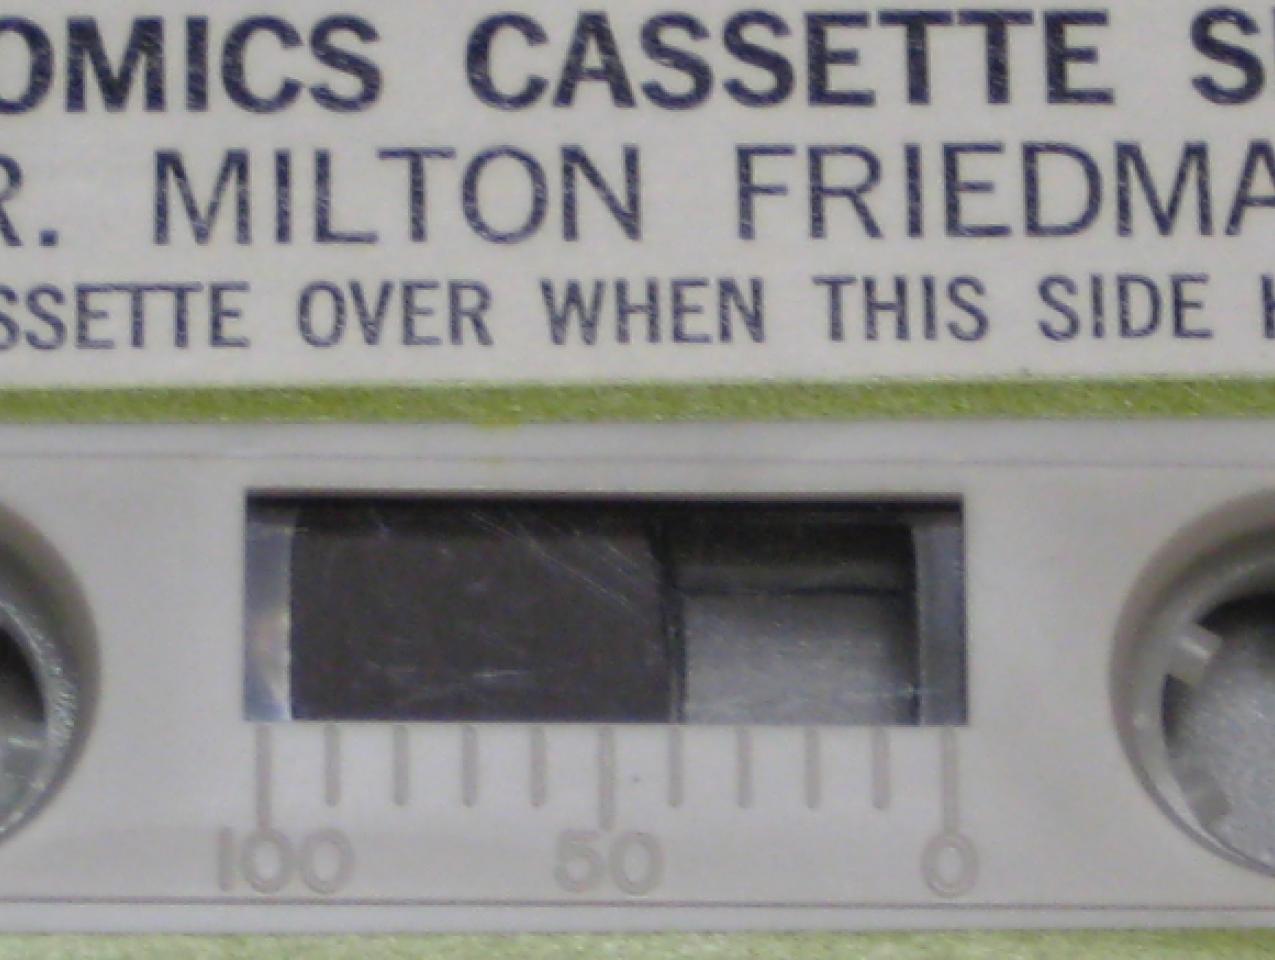 OMICS CASSETTE S
R. MILTON FRIEDMA
SSETTE OVER WHEN THIS SIDE
100 50 0